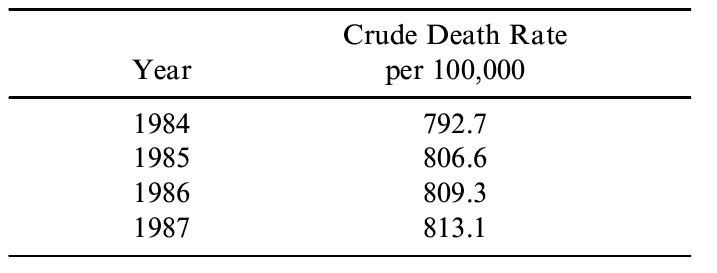 Crude Death Rate
Year per 100,000
1984 792.7
1985 806.6
1986 809.3
1987 813.1